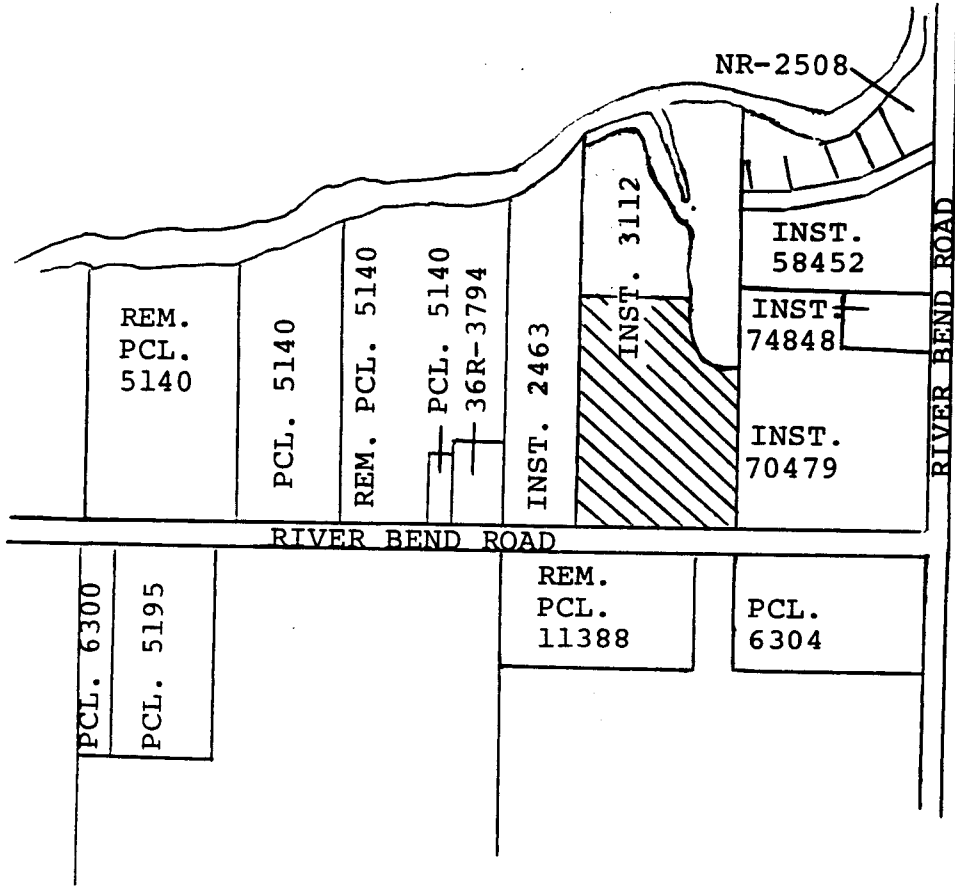 NR-2508
INST. 3112
INST.
58452
RIVER BEND ROAD
REM.
PCL.
5140
PCL. 5140
REM. PCL. 5140
PCL. 5140
36R-3794
INST. 2463
INST.
74848
INST.
70479
RIVER BEND ROAD
PCL. 6300
PCL. 5195
REM.
PCL.
11388
PCL.
6304